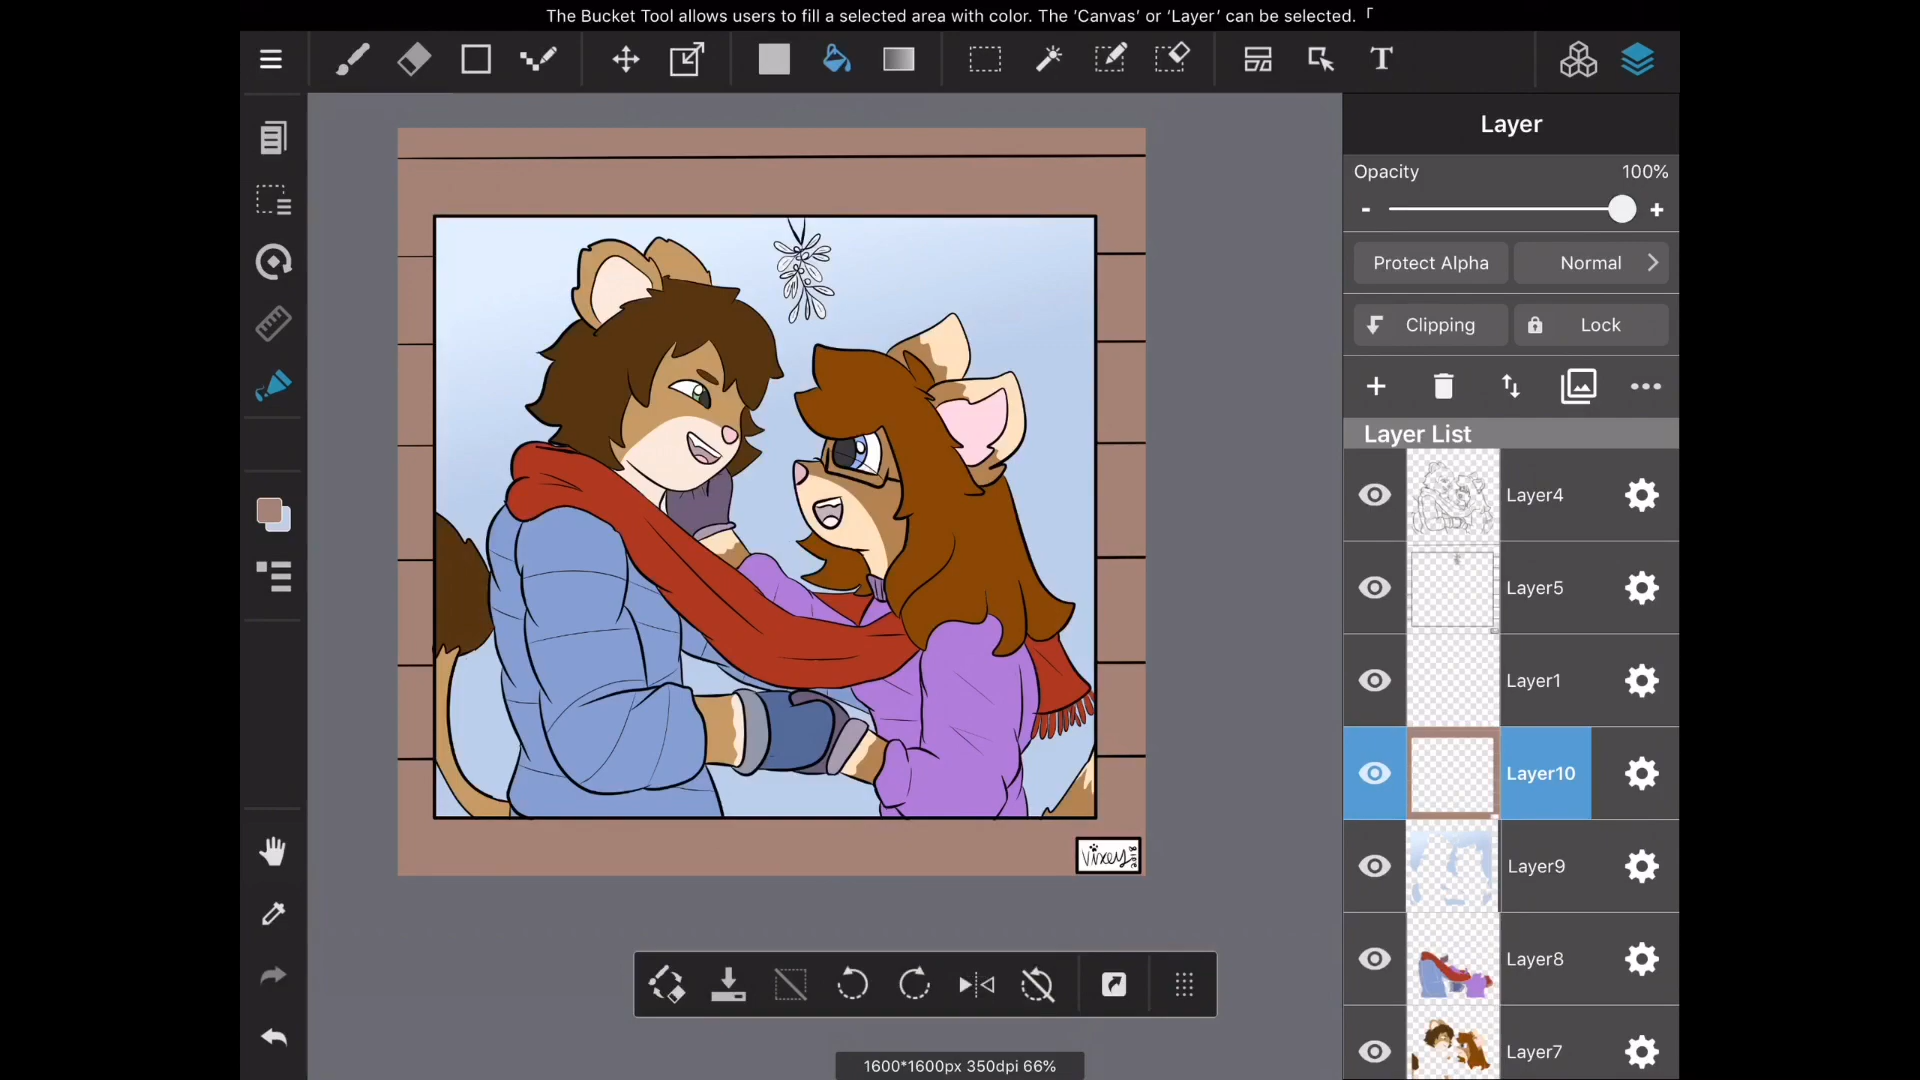 The Bucket Tool allows users to fill a selected area with color. The ‘Canvas’ or ‘Layer’ can be selected.「
T
Layer
Opacity 100%
- +
Protect Alpha Normal
Clipping Lock
Layer List
Layer4
Layer5
Layer1
Layer10
Layer9
Layer8
Layer7
vixey
1600*1600px 350dpi 66%